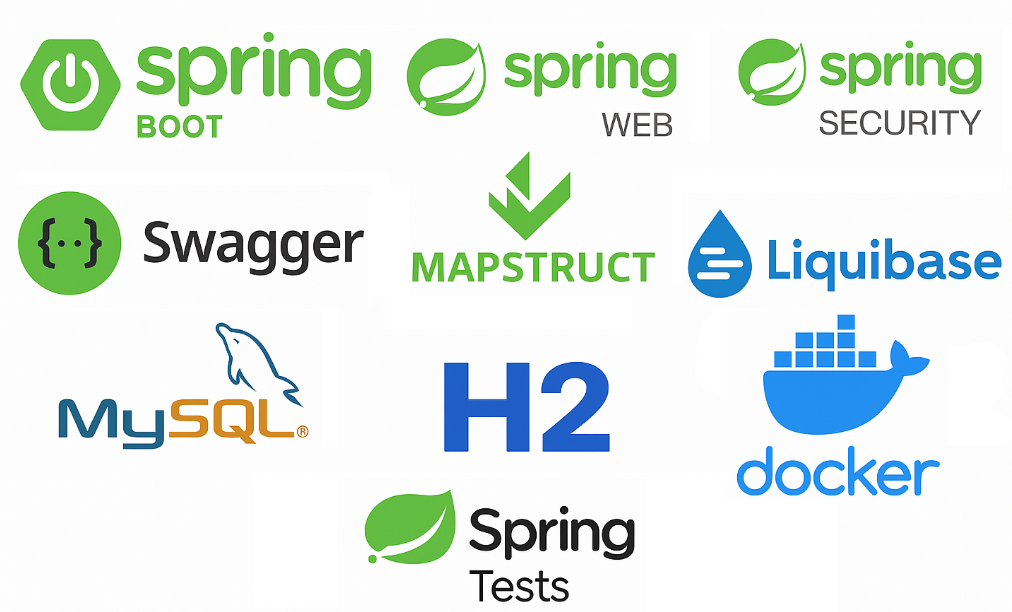 spring
BOOT
spring
WEB
spring
SECURITY
{··} Swagger
MAPSTRUCT
Liquibase
MySQL®
H2
docker
Spring
Tests